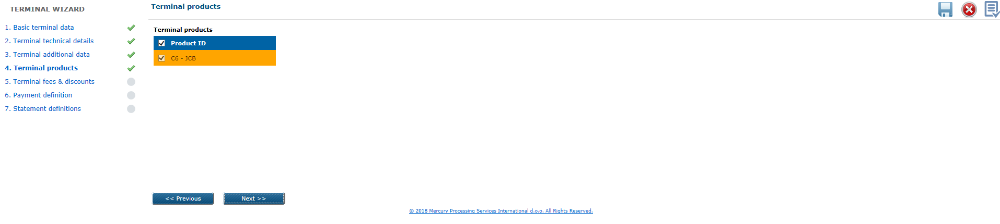 TERMINAL WIZARD
1. Basic terminal data
2. Terminal technical details
3. Terminal additional data
4. Terminal products
5. Terminal fees & discounts
6. Payment definition
7. Statement definitions
Terminal products
Terminal products
Product ID
C6 - JCB
<< Previous
Next >>
© 2018 Mercury Processing Services International d.o.o. All Rights Reserved.